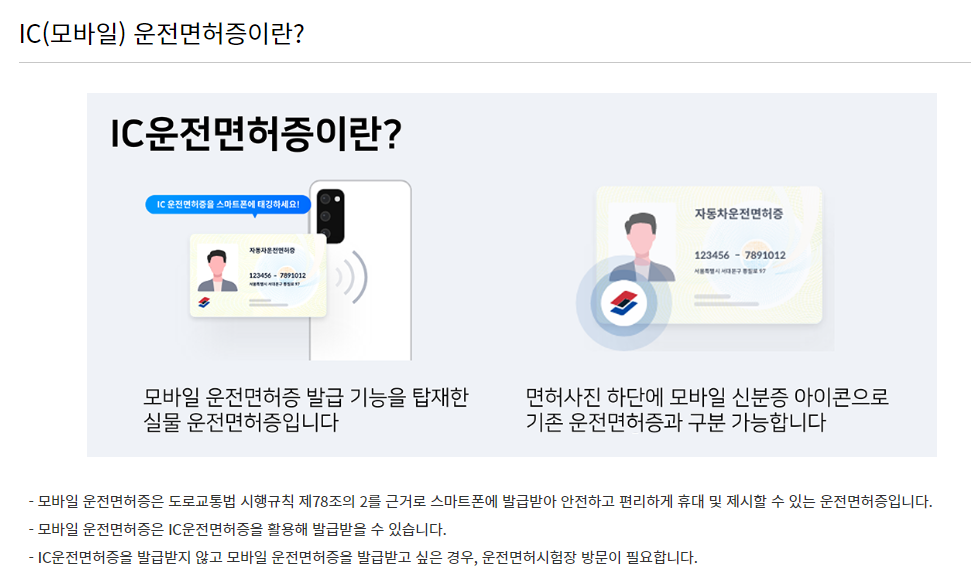 IC(모바일) 운전면허증이란?
IC운전면허증이란?
IC 운전면허증을 스마트폰에 태깅하세요!
자동차운전면허증
123456 - 7891012
서울특별시 서대문구 통일로 97
자동차운전면허증
123456 - 7891012
서울특별시 서대문구 통일로 97
모바일 운전면허증 발급 기능을 탑재한
실물 운전면허증입니다
면허사진 하단에 모바일 신분증 아이콘으로
기존 운전면허증과 구분 가능합니다
- 모바일 운전면허증은 도로교통법 시행규칙 제78조의 2를 근거로 스마트폰에 발급받아 안전하고 편리하게 휴대 및 제시할 수 있는 운전면허증입니다.
- 모바일 운전면허증은 IC운전면허증을 활용해 발급받을 수 있습니다.
- IC운전면허증을 발급받지 않고 모바일 운전면허증을 발급받고 싶은 경우, 운전면허시험장 방문이 필요합니다.